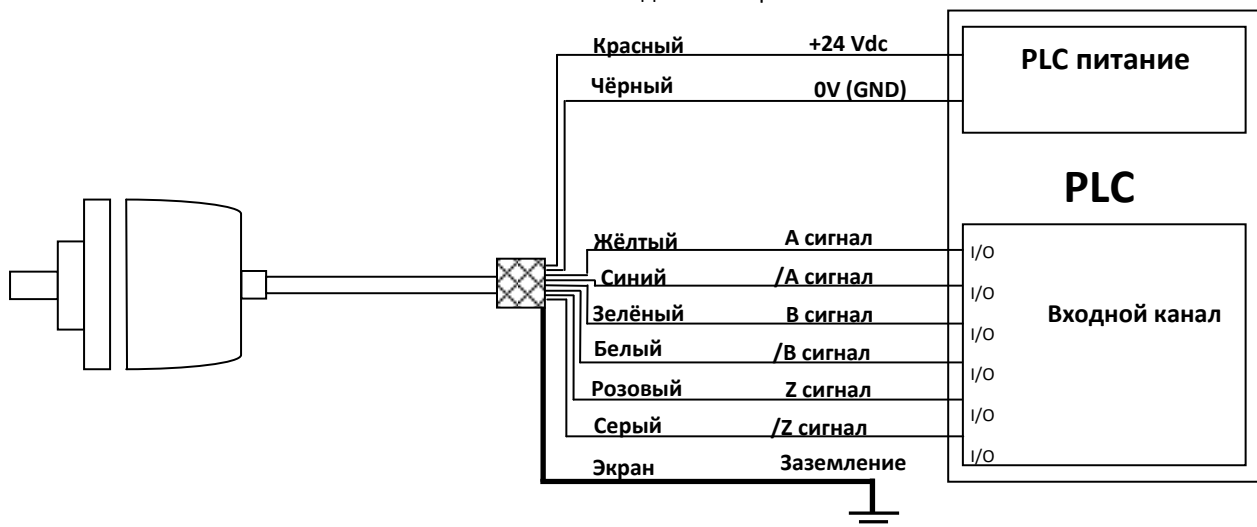 Красный +24 Vdc
PLC питание
Чёрный 0V (GND)
PLC
Жёлтый А сигнал
I/O
Синий /А сигнал
I/O
Зелёный В сигнал
Входной канал
I/O
Белый /В сигнал
I/O
Розовый Z сигнал
I/O
Серый /Z сигнал
I/O
Экран Заземление